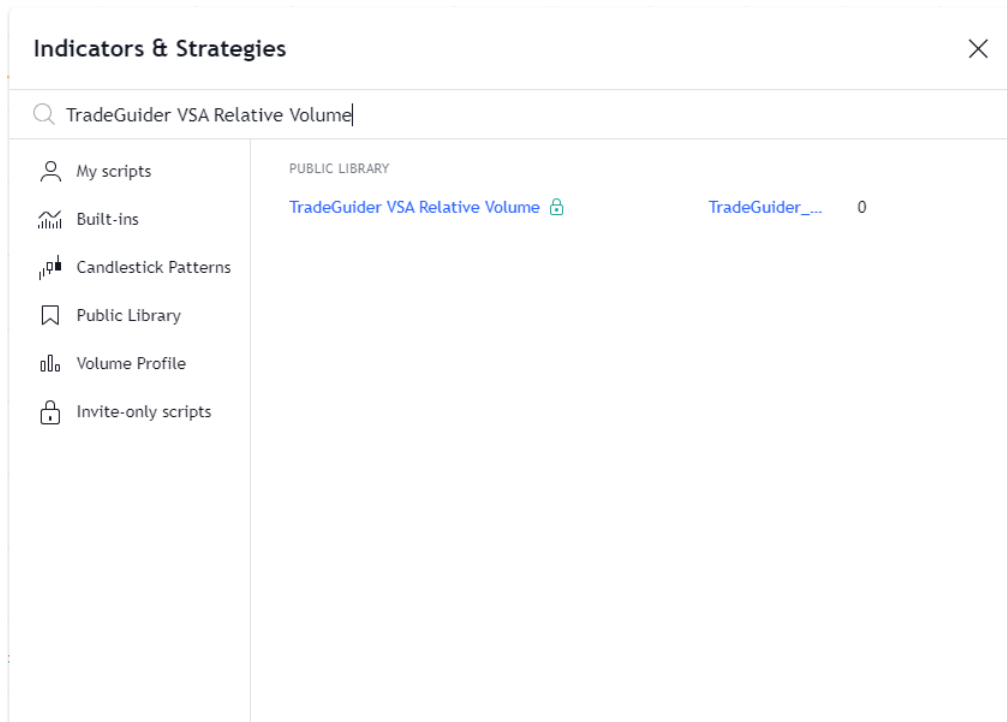 Indicators & Strategies
TradeGuider VSA Relative Volume
My scripts
Built-ins
Candlestick Patterns
Public Library
Volume Profile
Invite-only scripts
PUBLIC LIBRARY
TradeGuider VSA Relative Volume TradeGuider_... 0